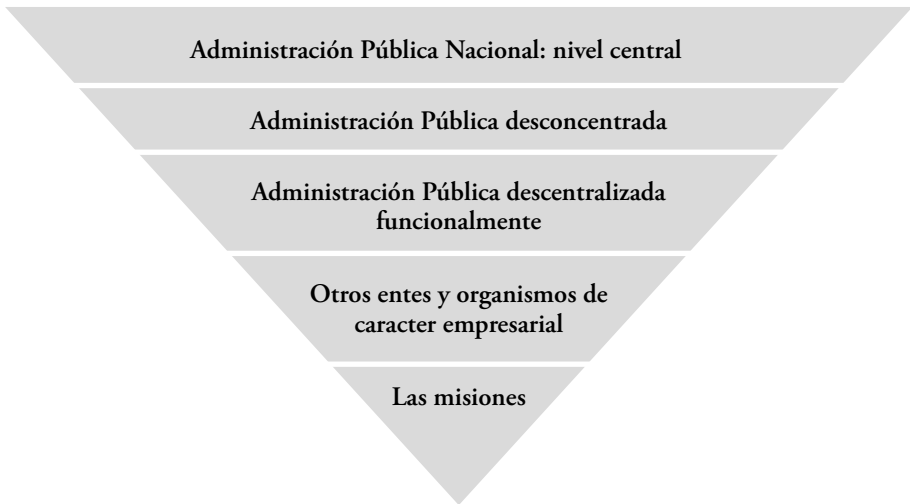 Administración Pública Nacional: nivel central
Administración Pública desconcentrada
Administración Pública descentralizada
funcionalmente
Otros entes y organismos de
caracter empresarial
Las misiones